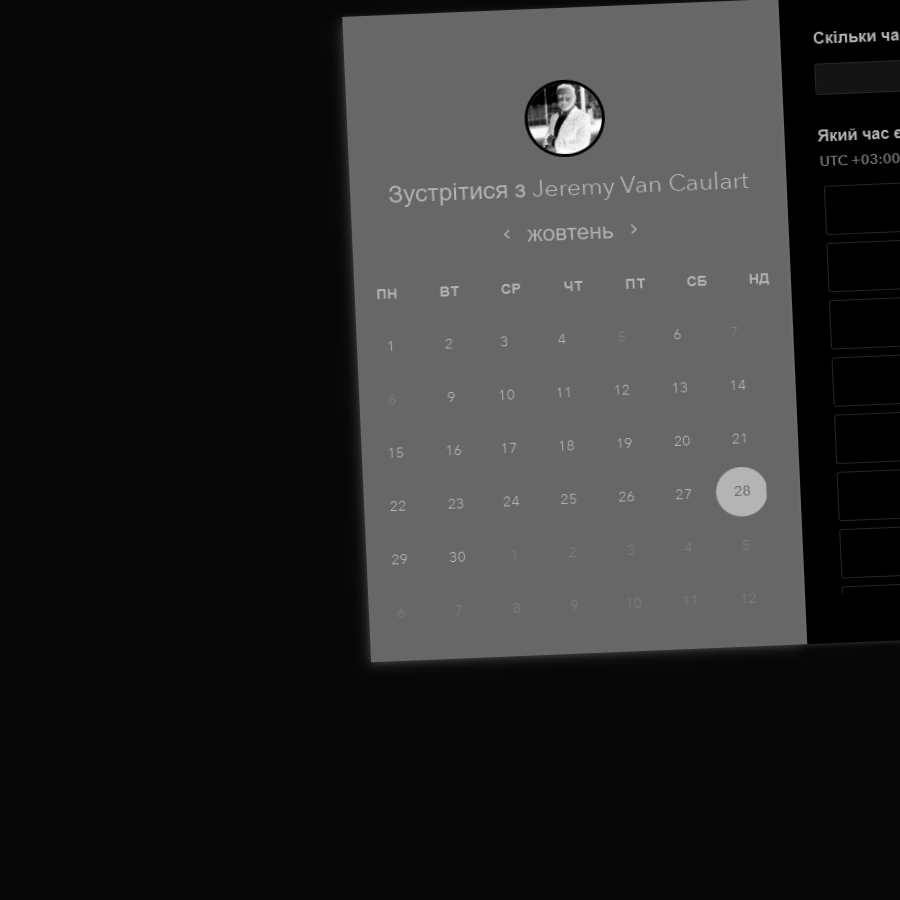 Зустрітися з Jeremy Van Caulart
жовтень
ПН ВТ СР ЧТ ПТ СБ НД
1 2 3 4 5 6 7
8 9 10 11 12 13 14
15 16 17 18 19 20 21
22 23 24 25 26 27 28
29 30 1 2 3 4 5
6 7 8 9 10 11 12
Скільки
Який час
UTC +03:00